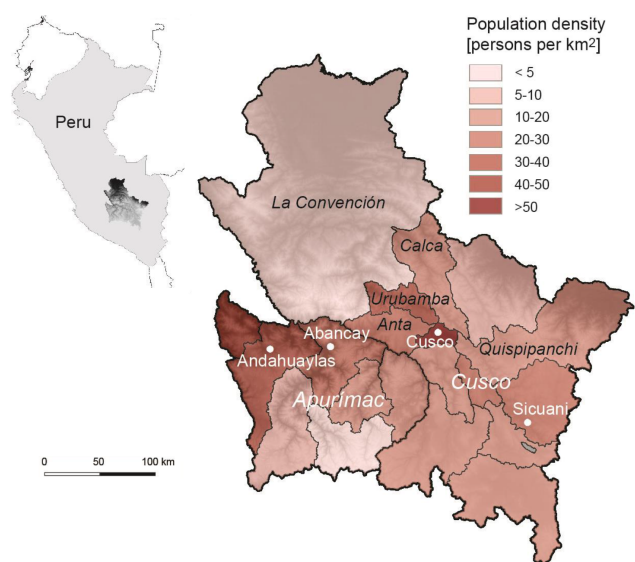 Population density
[persons per km²]
Peru
< 5
5-10
10-20
20-30
30-40
40-50
>50
La Convención
Calca
Urubamba
Abancay
Anta
Cusco
Andahuaylas
Quispipanchi
Apurímac
Cusco
Sicuani
0 50 100 km